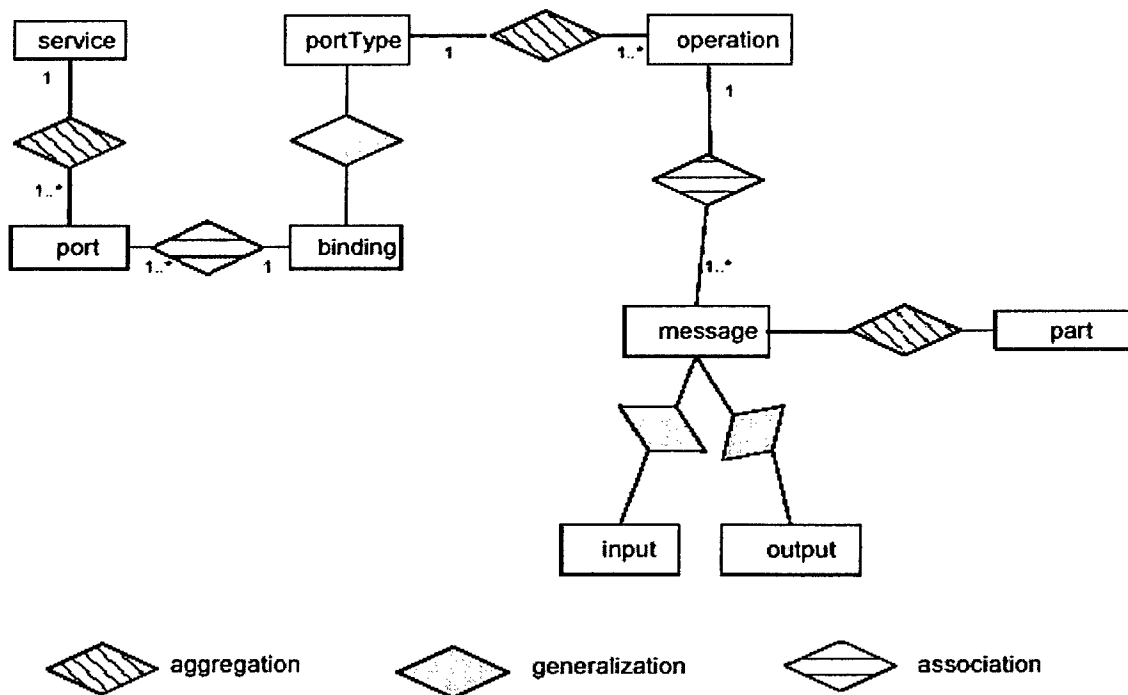 service
portType
operation
1
1..*
1
1
1..*
port
binding
1..*
1
1..*
message
part
input
output
aggregation
generalization
association